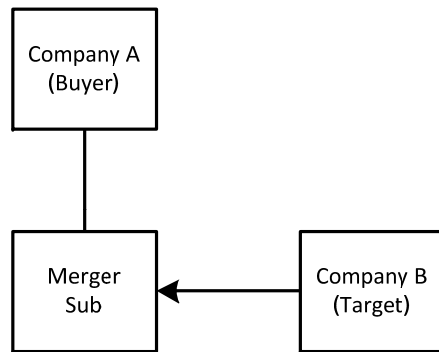 Company A
(Buyer)
Merger
Sub
Company B
(Target)